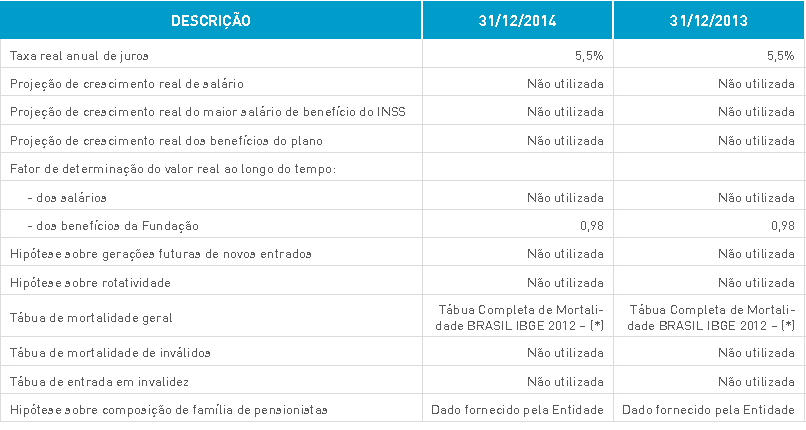 DESCRIÇÃO 31/12/2014 31/12/2013
Taxa real anual de juros 5,5% 5,5%
Projeção de crescimento real de salário Não utilizada Não utilizada
Projeção de crescimento real do maior salário de benefício do INSS Não utilizada Não utilizada
Projeção de crescimento real dos benefícios do plano Não utilizada Não utilizada
Fator de determinação do valor real ao longo do tempo:
- dos salários Não utilizada Não utilizada
- dos benefícios da Fundação 0,98 0,98
Hipótese sobre gerações futuras de novos entrados Não utilizada Não utilizada
Hipótese sobre rotatividade Não utilizada Não utilizada
Tábua de mortalidade geral Tábua Completa de Mortali- Tábua Completa de Mortali-
dade BRASIL IBGE 2012 – (*) dade BRASIL IBGE 2012 – (*)
Tábua de mortalidade de inválidos Não utilizada Não utilizada
Tábua de entrada em invalidez Não utilizada Não utilizada
Hipótese sobre composição de família de pensionistas Dado fornecido pela Entidade Dado fornecido pela Entidade